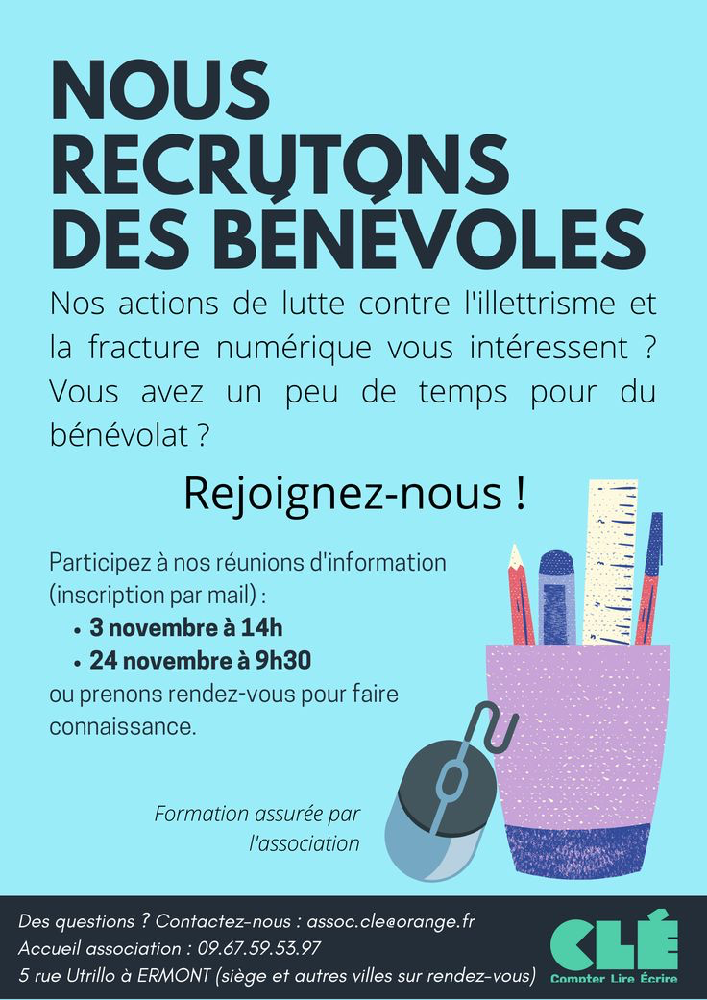 NOUS
RECRUTONS
DES BÉNÉVOLES
Nos actions de lutte contre l'illettrisme et
la fracture numérique vous intéressent ?
Vous avez un peu de temps pour du
bénévolat ?
Rejoignez-nous !
Participez à nos réunions d'information
(inscription par mail) :
• 3 novembre à 14h
• 24 novembre à 9h30
ou prenons rendez-vous pour faire
connaissance.
Formation assurée par
l'association
Des questions ? Contactez-nous : assoc.cle@orange.fr
Accueil association : 09.67.59.53.97
5 rue Utrillo à ERMONT (siège et autres villes sur rendez-vous)
CLÉ
Compter Lire Écrire